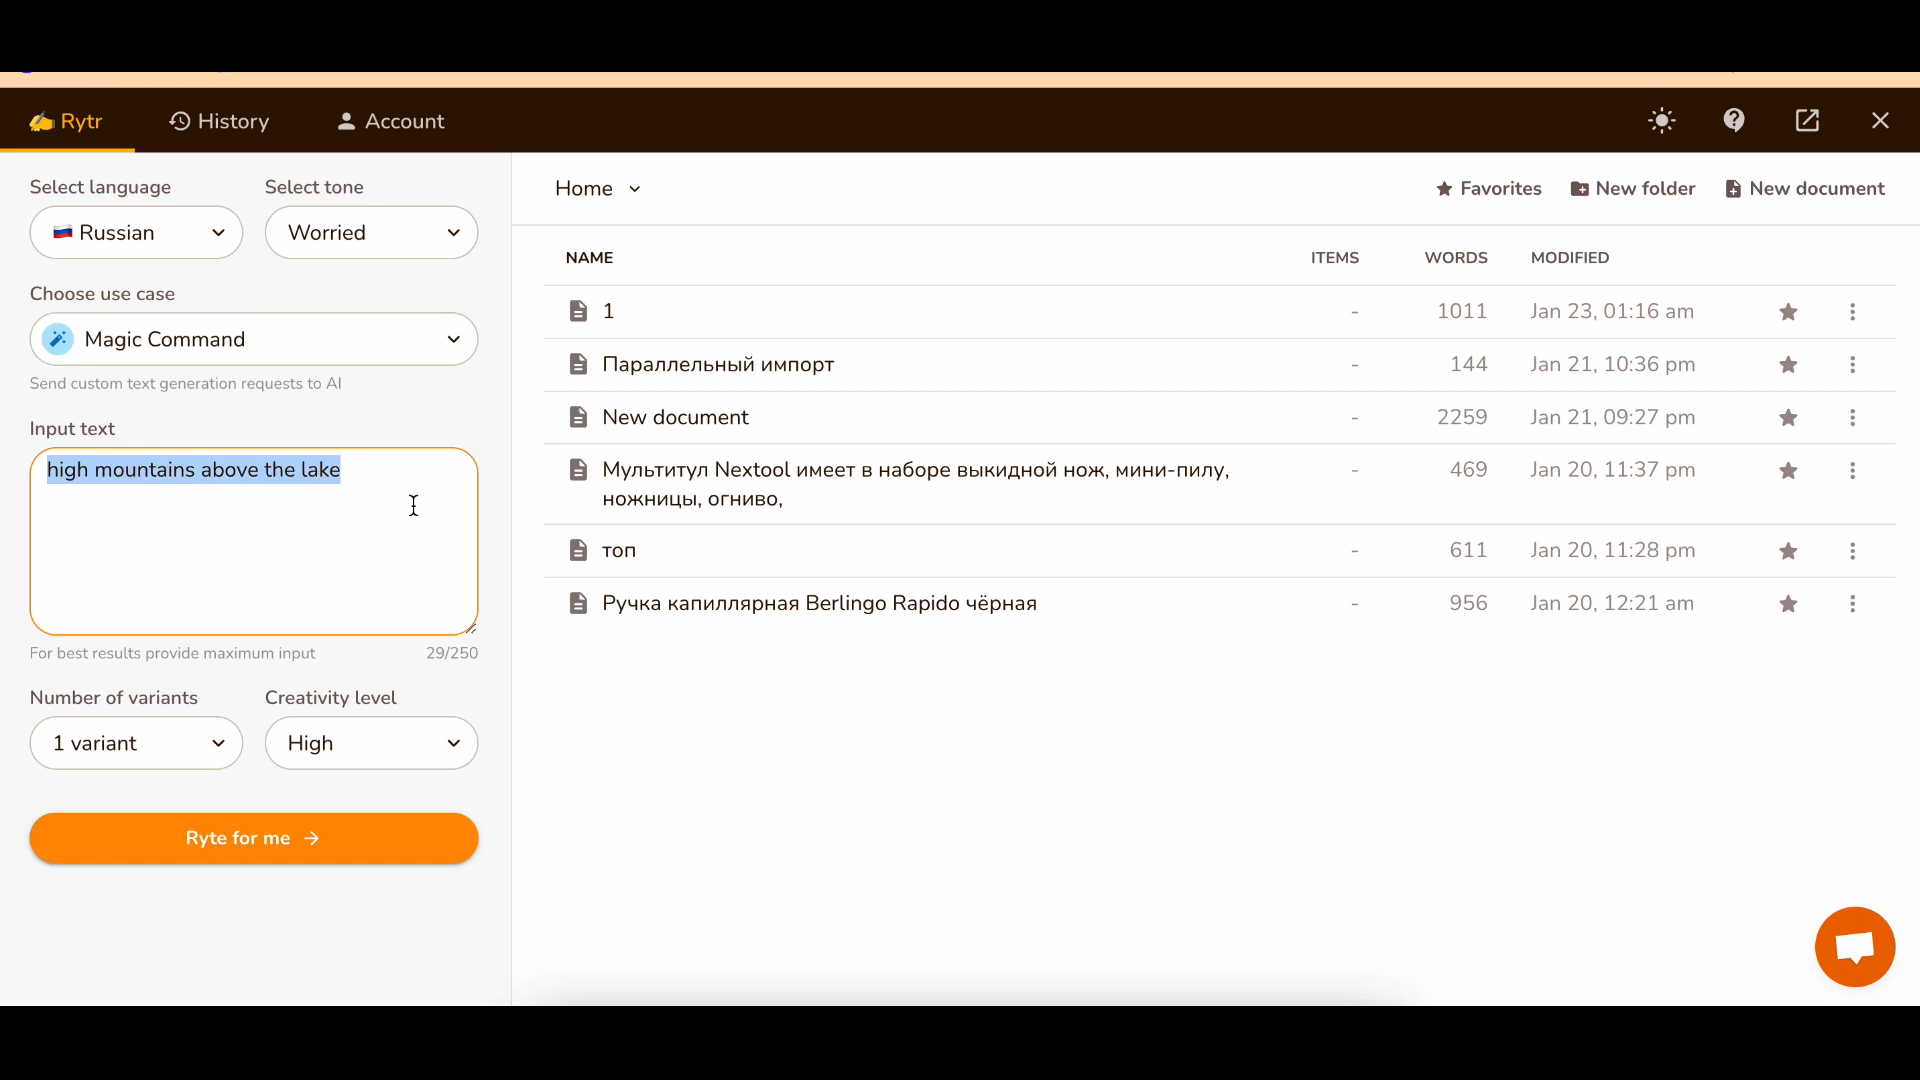 Rytr
History
Account
Select language
Select tone
Russian
Worried
Choose use case
Magic Command
Send custom text generation requests to AI
Input text
high mountains above the lake
For best results provide maximum input
29/250
Number of variants
Creativity level
1 variant
High
Ryte for me
Home
Favorites
New folder
New document
NAME ITEMS WORDS MODIFIED
1 - 1011 Jan 23, 01:16 am
Параллельный импорт - 144 Jan 21, 10:36 pm
New document - 2259 Jan 21, 09:27 pm
Мультитул Nextool имеет в наборе выкидной нож, мини-пилу, - 469 Jan 20, 11:37 pm
ножницы, огниво,
топ - 611 Jan 20, 11:28 pm
Ручка капиллярная Berlingo Rapido чёрная - 956 Jan 20, 12:21 am